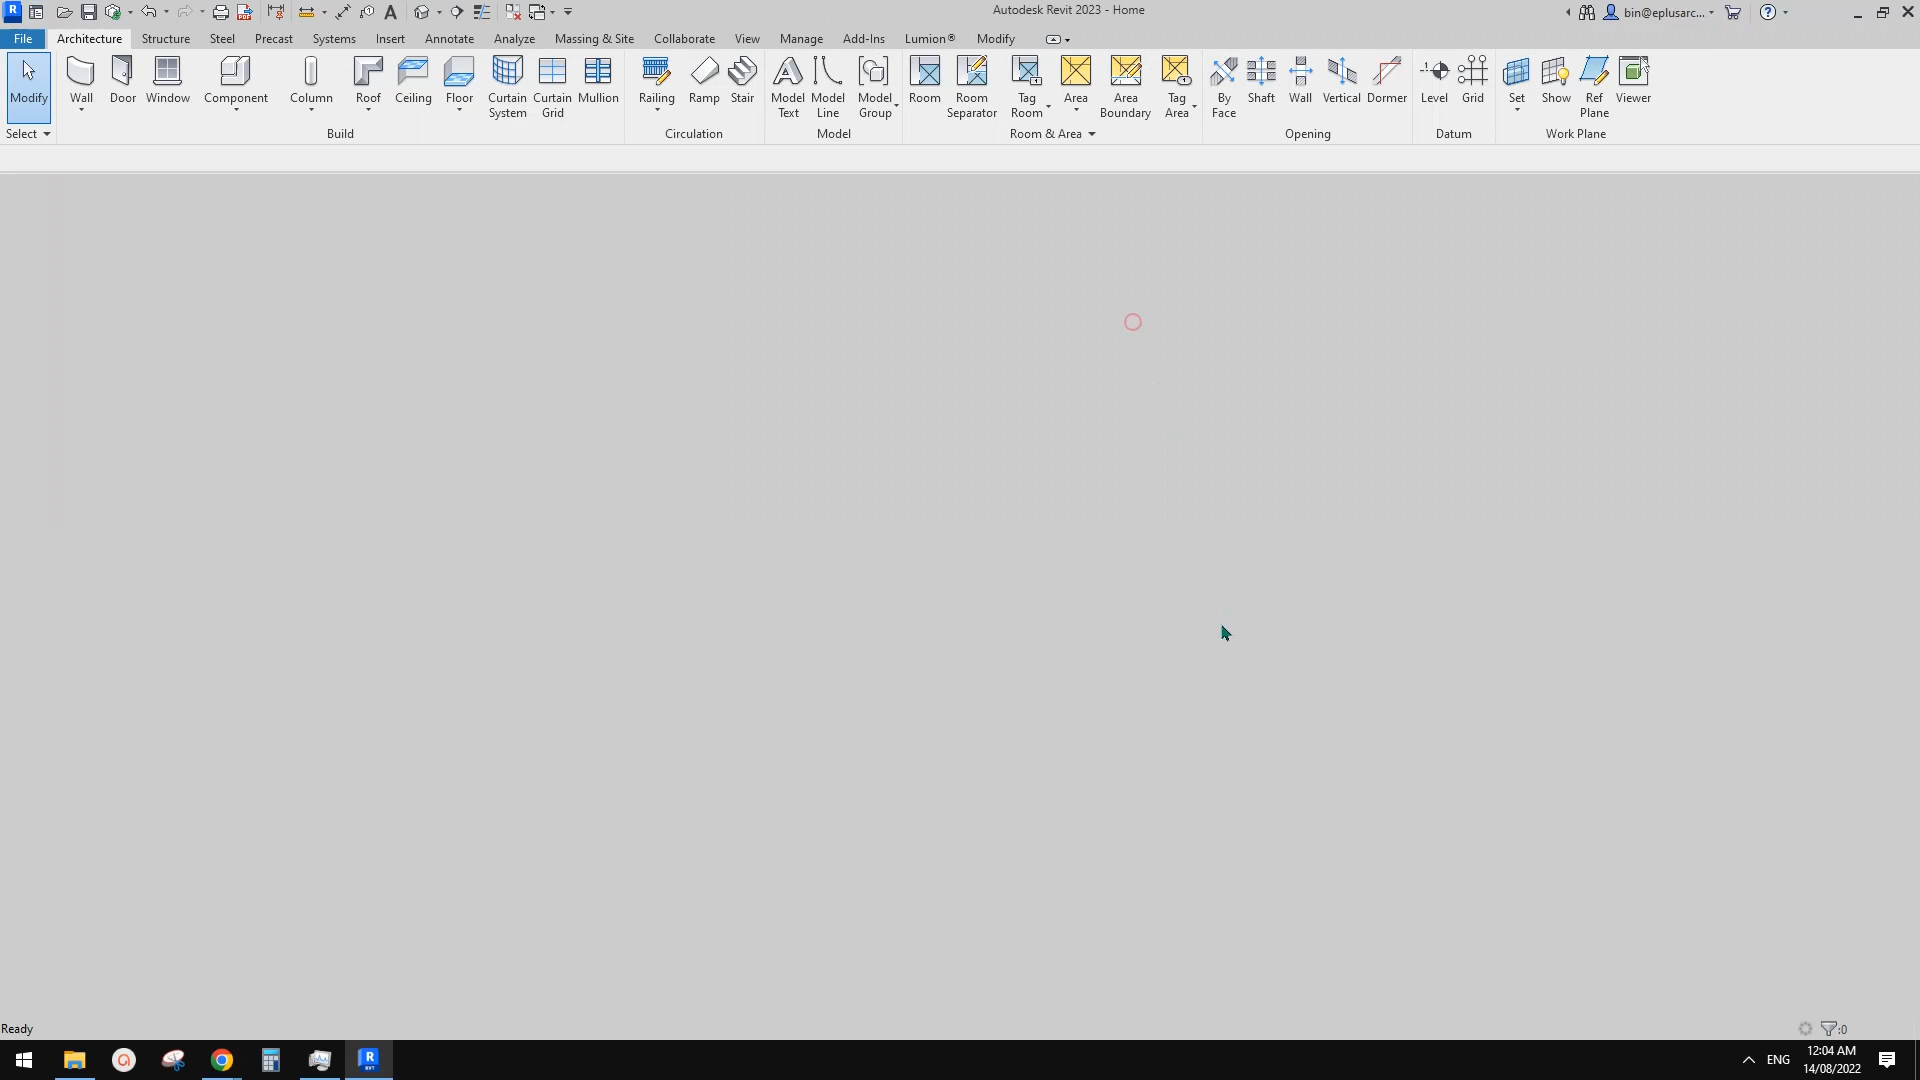 Autodesk Revit 2023 - Home
bin@eplusarc...
File Architecture Structure Steel Precast Systems Insert Annotate Analyze Massing & Site Collaborate View Manage Add-Ins Lumion® Modify
Modify Wall Door Window Component Column Roof Ceiling Floor Curtain System Curtain Grid Mullion Railing Ramp Stair Model Text Model Line Model Group Room Room Separator Tag Room Area Area Boundary Tag Area By Face Shaft Wall Vertical Dormer Level Grid Set Show Ref Plane Viewer
Select Build Circulation Model Room & Area Opening Datum Work Plane
Ready
:0
ENG
12:04 AM
14/08/2022